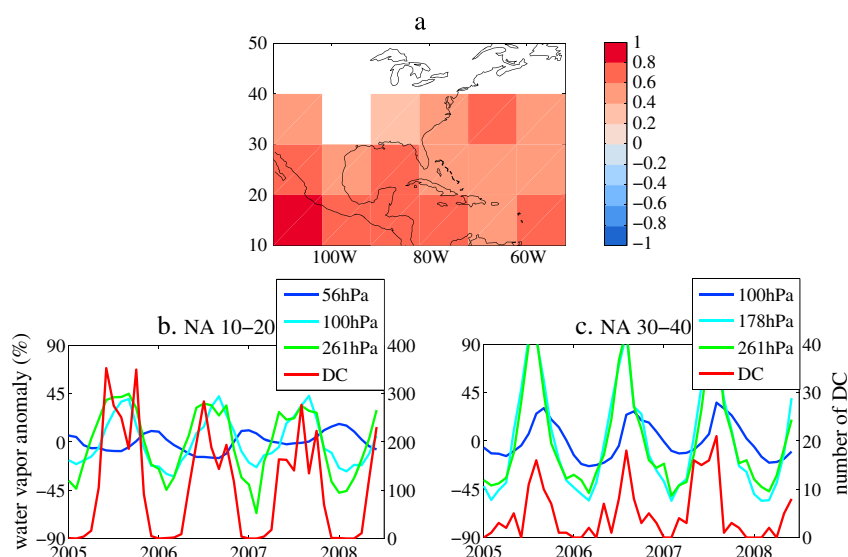 a
50
40
30
20
10
100W 80W 60W
1
0.8
0.6
0.4
0.2
0
−0.2
−0.4
−0.6
−0.8
−1
b. NA 10−20
56hPa
100hPa
261hPa
DC
water vapor anomaly (%)
90
45
0
−45
−90
400
300
200
100
0
2005 2006 2007 2008
c. NA 30−40
100hPa
178hPa
261hPa
DC
90
45
0
−45
−90
40
30
20
10
0
number of DC
2005 2006 2007 2008